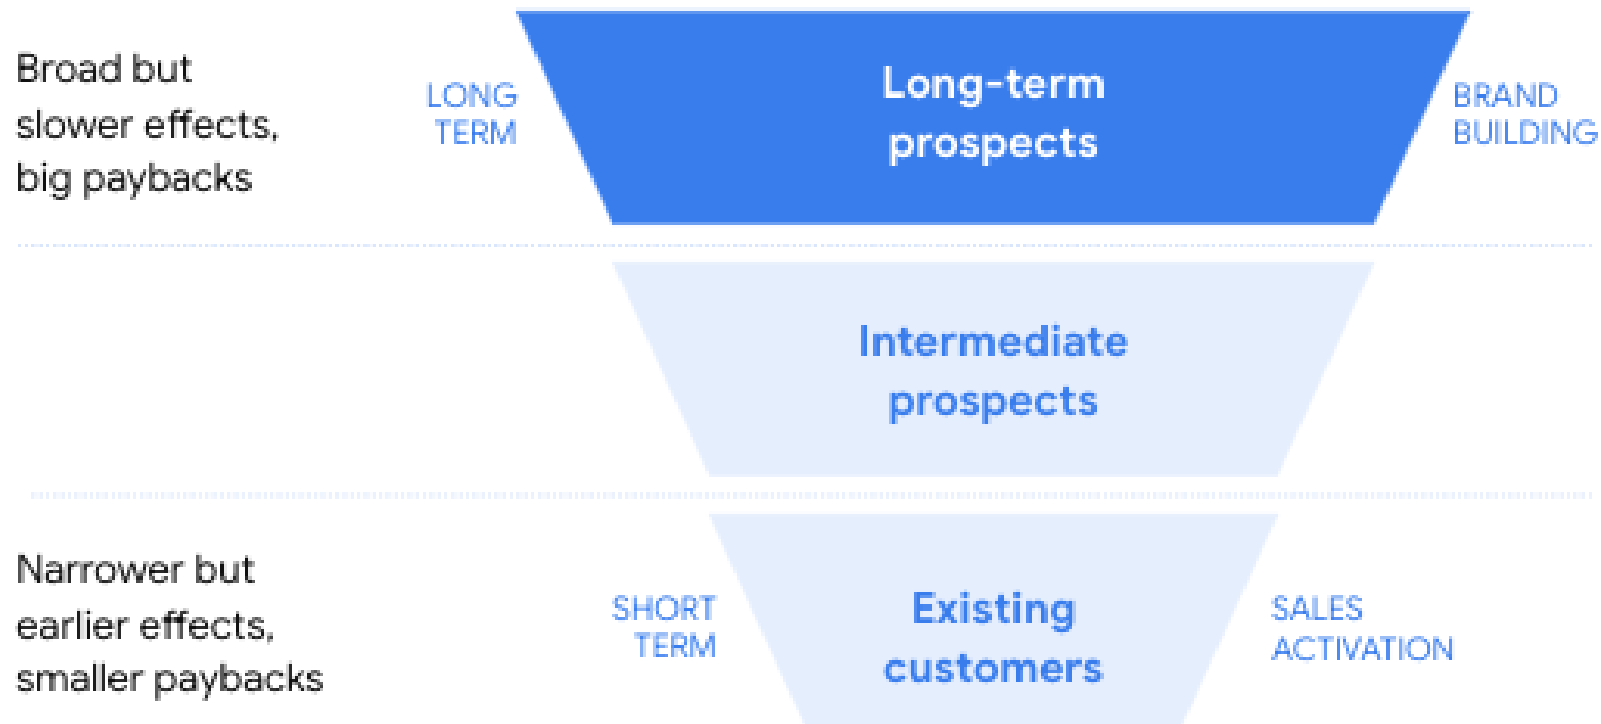 Broad but
slower effects,
big paybacks
LONG
TERM
Long-term
prospects
BRAND
BUILDING
Intermediate
prospects
Narrower but
earlier effects,
smaller paybacks
SHORT
TERM
Existing
customers
SALES
ACTIVATION